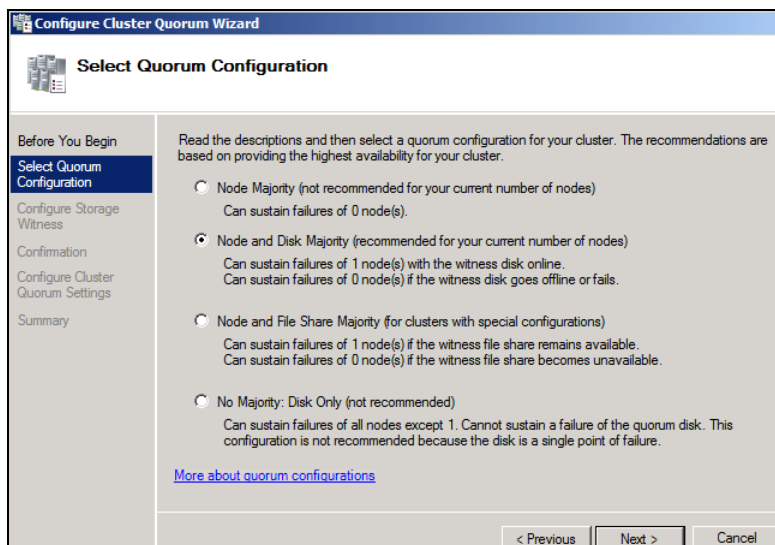 Configure Cluster Quorum Wizard
Select Quorum Configuration
Before You Begin
Select Quorum
Configuration
Configure Storage
Witness
Confirmation
Configure Cluster
Quorum Settings
Summary
Read the descriptions and then select a quorum configuration for your cluster. The recommendations are
based on providing the highest availability for your cluster.
Node Majority (not recommended for your current number of nodes)
Can sustain failures of 0 node(s).
Node and Disk Majority (recommended for your current number of nodes)
Can sustain failures of 1 node(s) with the witness disk online.
Can sustain failures of 0 node(s) if the witness disk goes offline or fails.
Node and File Share Majority (for clusters with special configurations)
Can sustain failures of 1 node(s) if the witness file share remains available.
Can sustain failures of 0 node(s) if the witness file share becomes unavailable.
No Majority: Disk Only (not recommended)
Can sustain failures of all nodes except 1. Cannot sustain a failure of the quorum disk. This
configuration is not recommended because the disk is a single point of failure.
More about quorum configurations
< Previous
Next >
Cancel